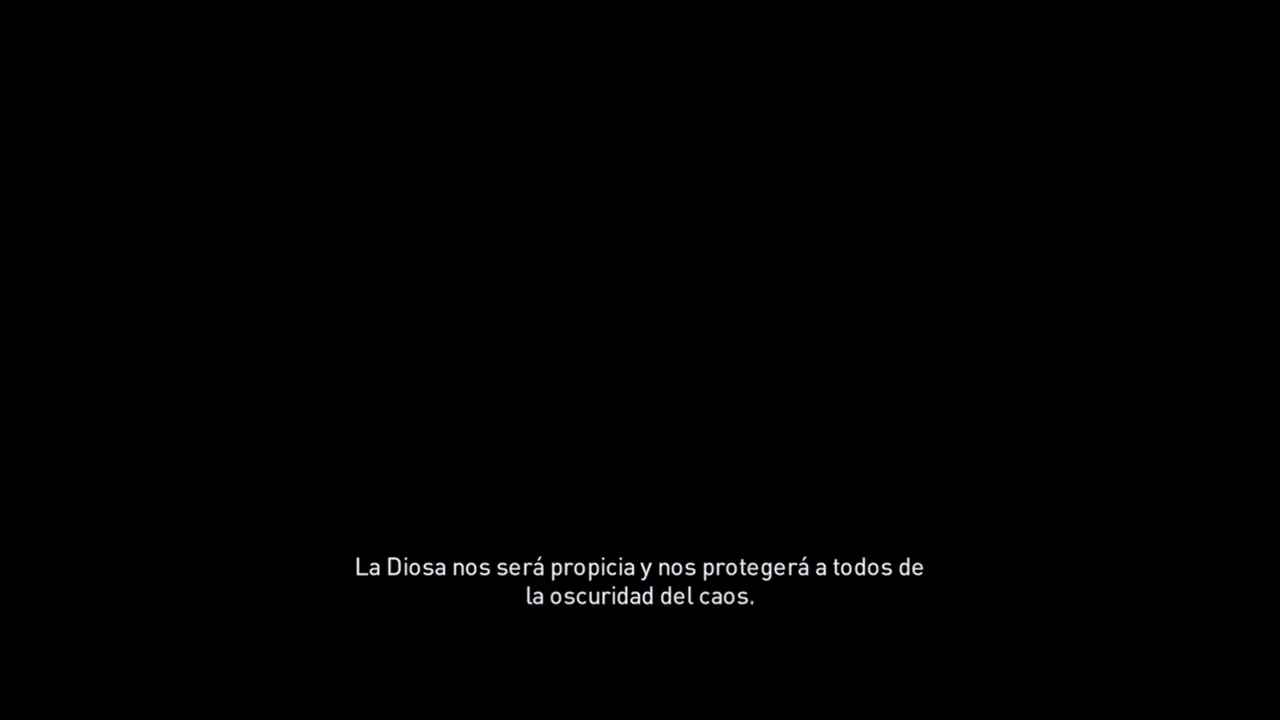 La Diosa nos será propicia y nos protegerá a todos de
la oscuridad del caos.